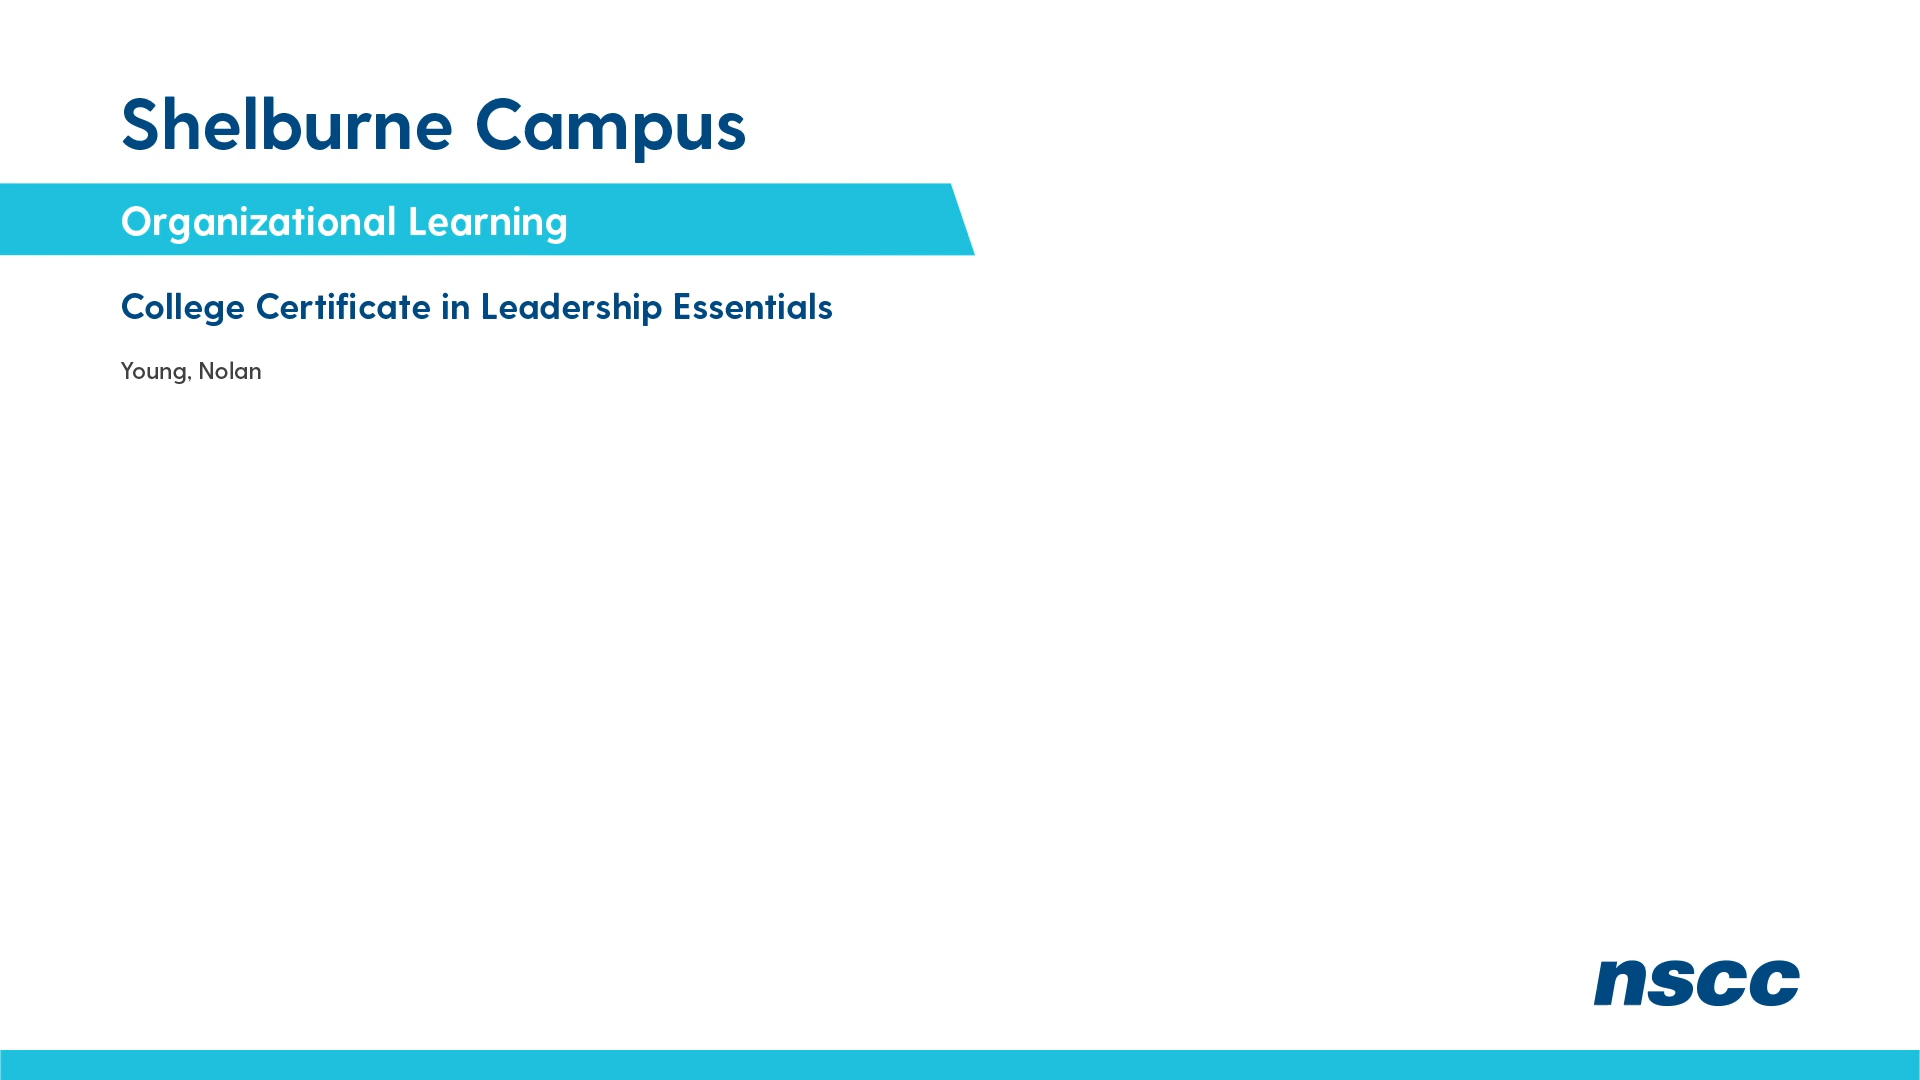 Shelburne Campus
Organizational Learning
College Certificate in Leadership Essentials
Young, Nolan
nscc